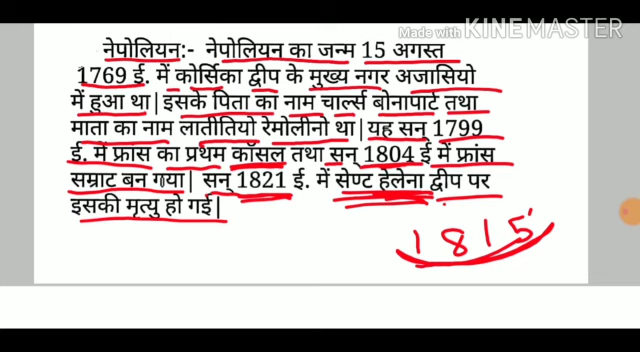 Made with KINEMASTER
नेपोलियन:- नेपोलियन का जन्म 15 अगस्त
1769 ई. में कोर्सिका द्वीप के मुख्य नगर अजासियो
में हुआ था| इसके पिता का नाम चार्ल्स बोनापार्ट तथा
माता का नाम लातीतियो रेमोलीनो था| यह सन् 1799
ई. में फ्रास का प्रथम कॉसल तथा सन् 1804 ई में फ्रांस
सम्राट बन गया| सन् 1821 ई. में सेण्ट हेलेना द्वीप पर
इसकी मृत्यु हो गई|
1815